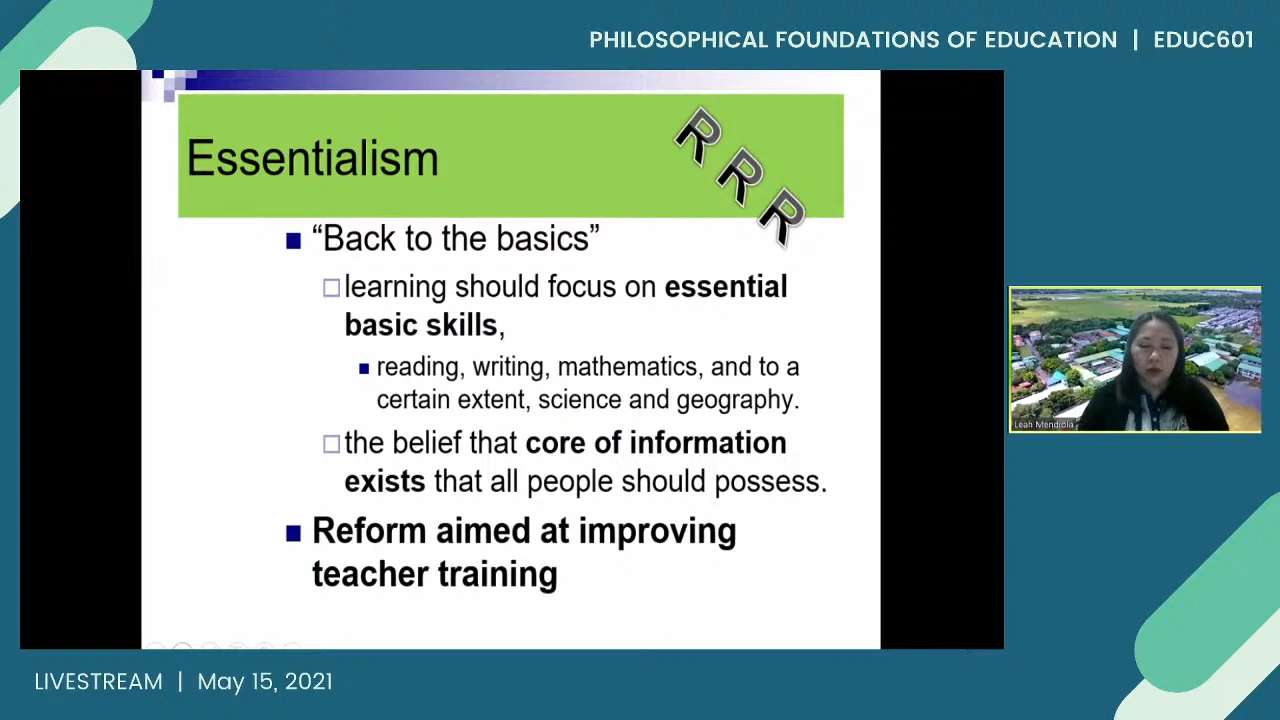 PHILOSOPHICAL FOUNDATIONS OF EDUCATION | EDUC601
Essentialism
R R R
“Back to the basics”
learning should focus on essential
basic skills,
reading, writing, mathematics, and to a
certain extent, science and geography.
the belief that core of information
exists that all people should possess.
Reform aimed at improving
teacher training
Leah Mendiola
LIVESTREAM | May 15, 2021